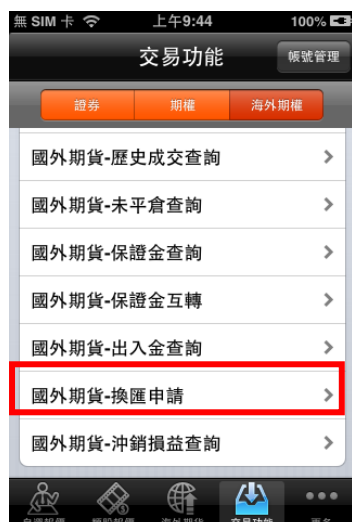 無 SIM 卡 上午9:44 100%
交易功能 帳號管理
證券 期權 海外期權
國外期貨-歷史成交查詢
國外期貨-未平倉查詢
國外期貨-保證金查詢
國外期貨-保證金互轉
國外期貨-出入金查詢
國外期貨-換匯申請
國外期貨-沖銷損益查詢